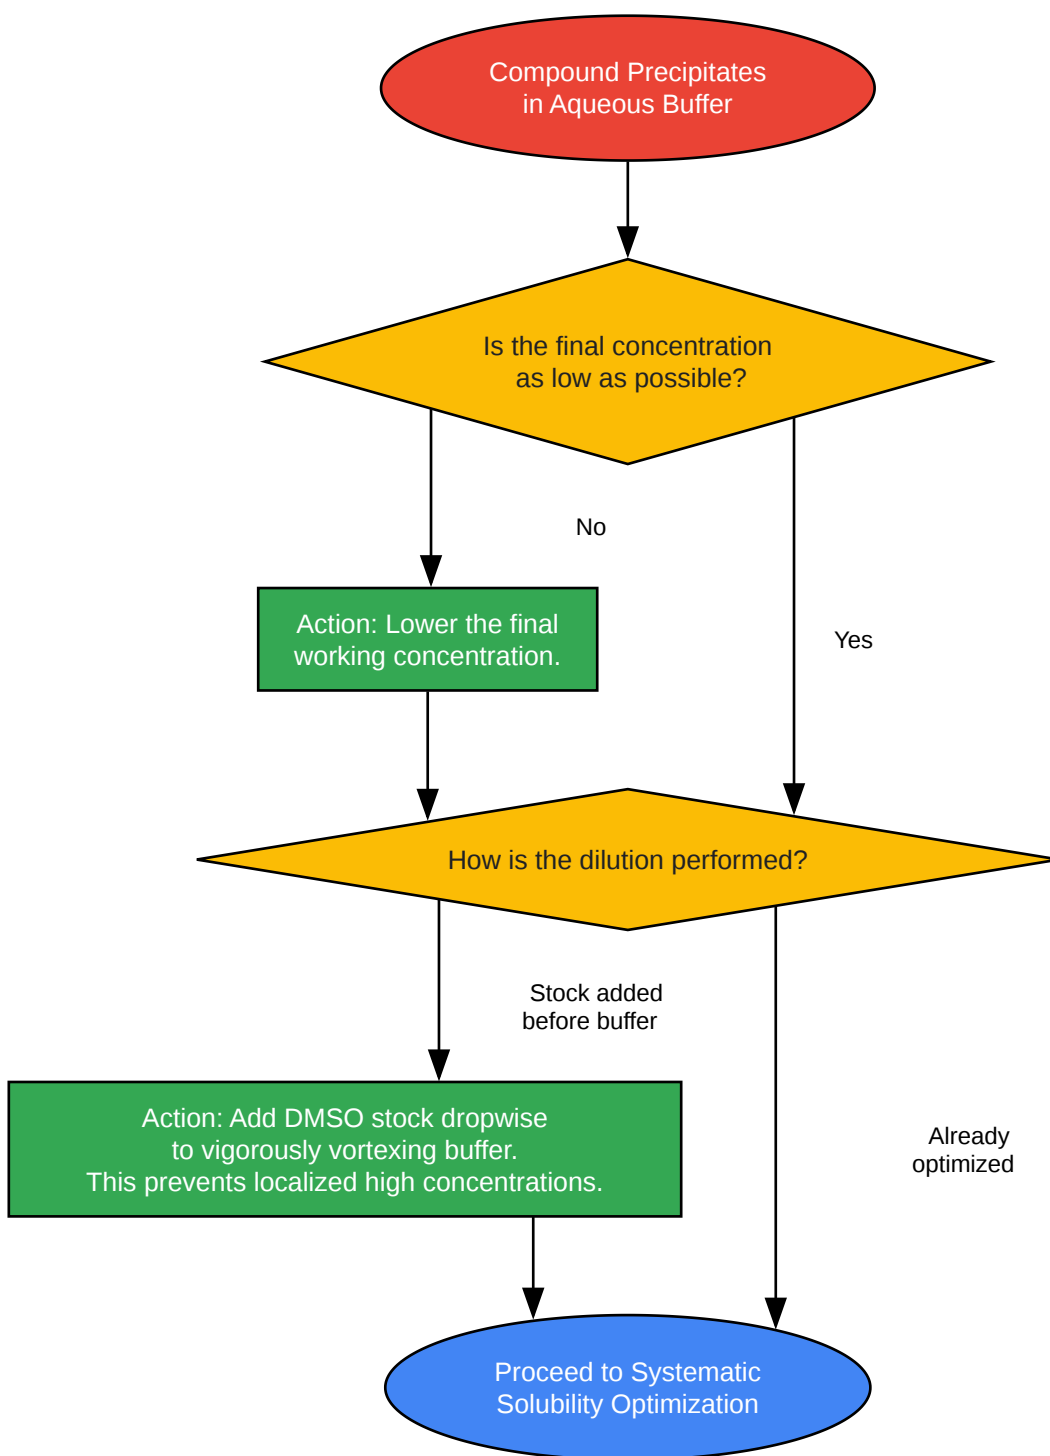 Compound Precipitates
in Aqueous Buffer
Is the final concentration
as low as possible?
No
Action: Lower the final
working concentration.
Yes
How is the dilution performed?
Stock added
before buffer
Action: Add DMSO stock dropwise
to vigorously vortexing buffer.
This prevents localized high concentrations.
Already
optimized
Proceed to Systematic
Solubility Optimization